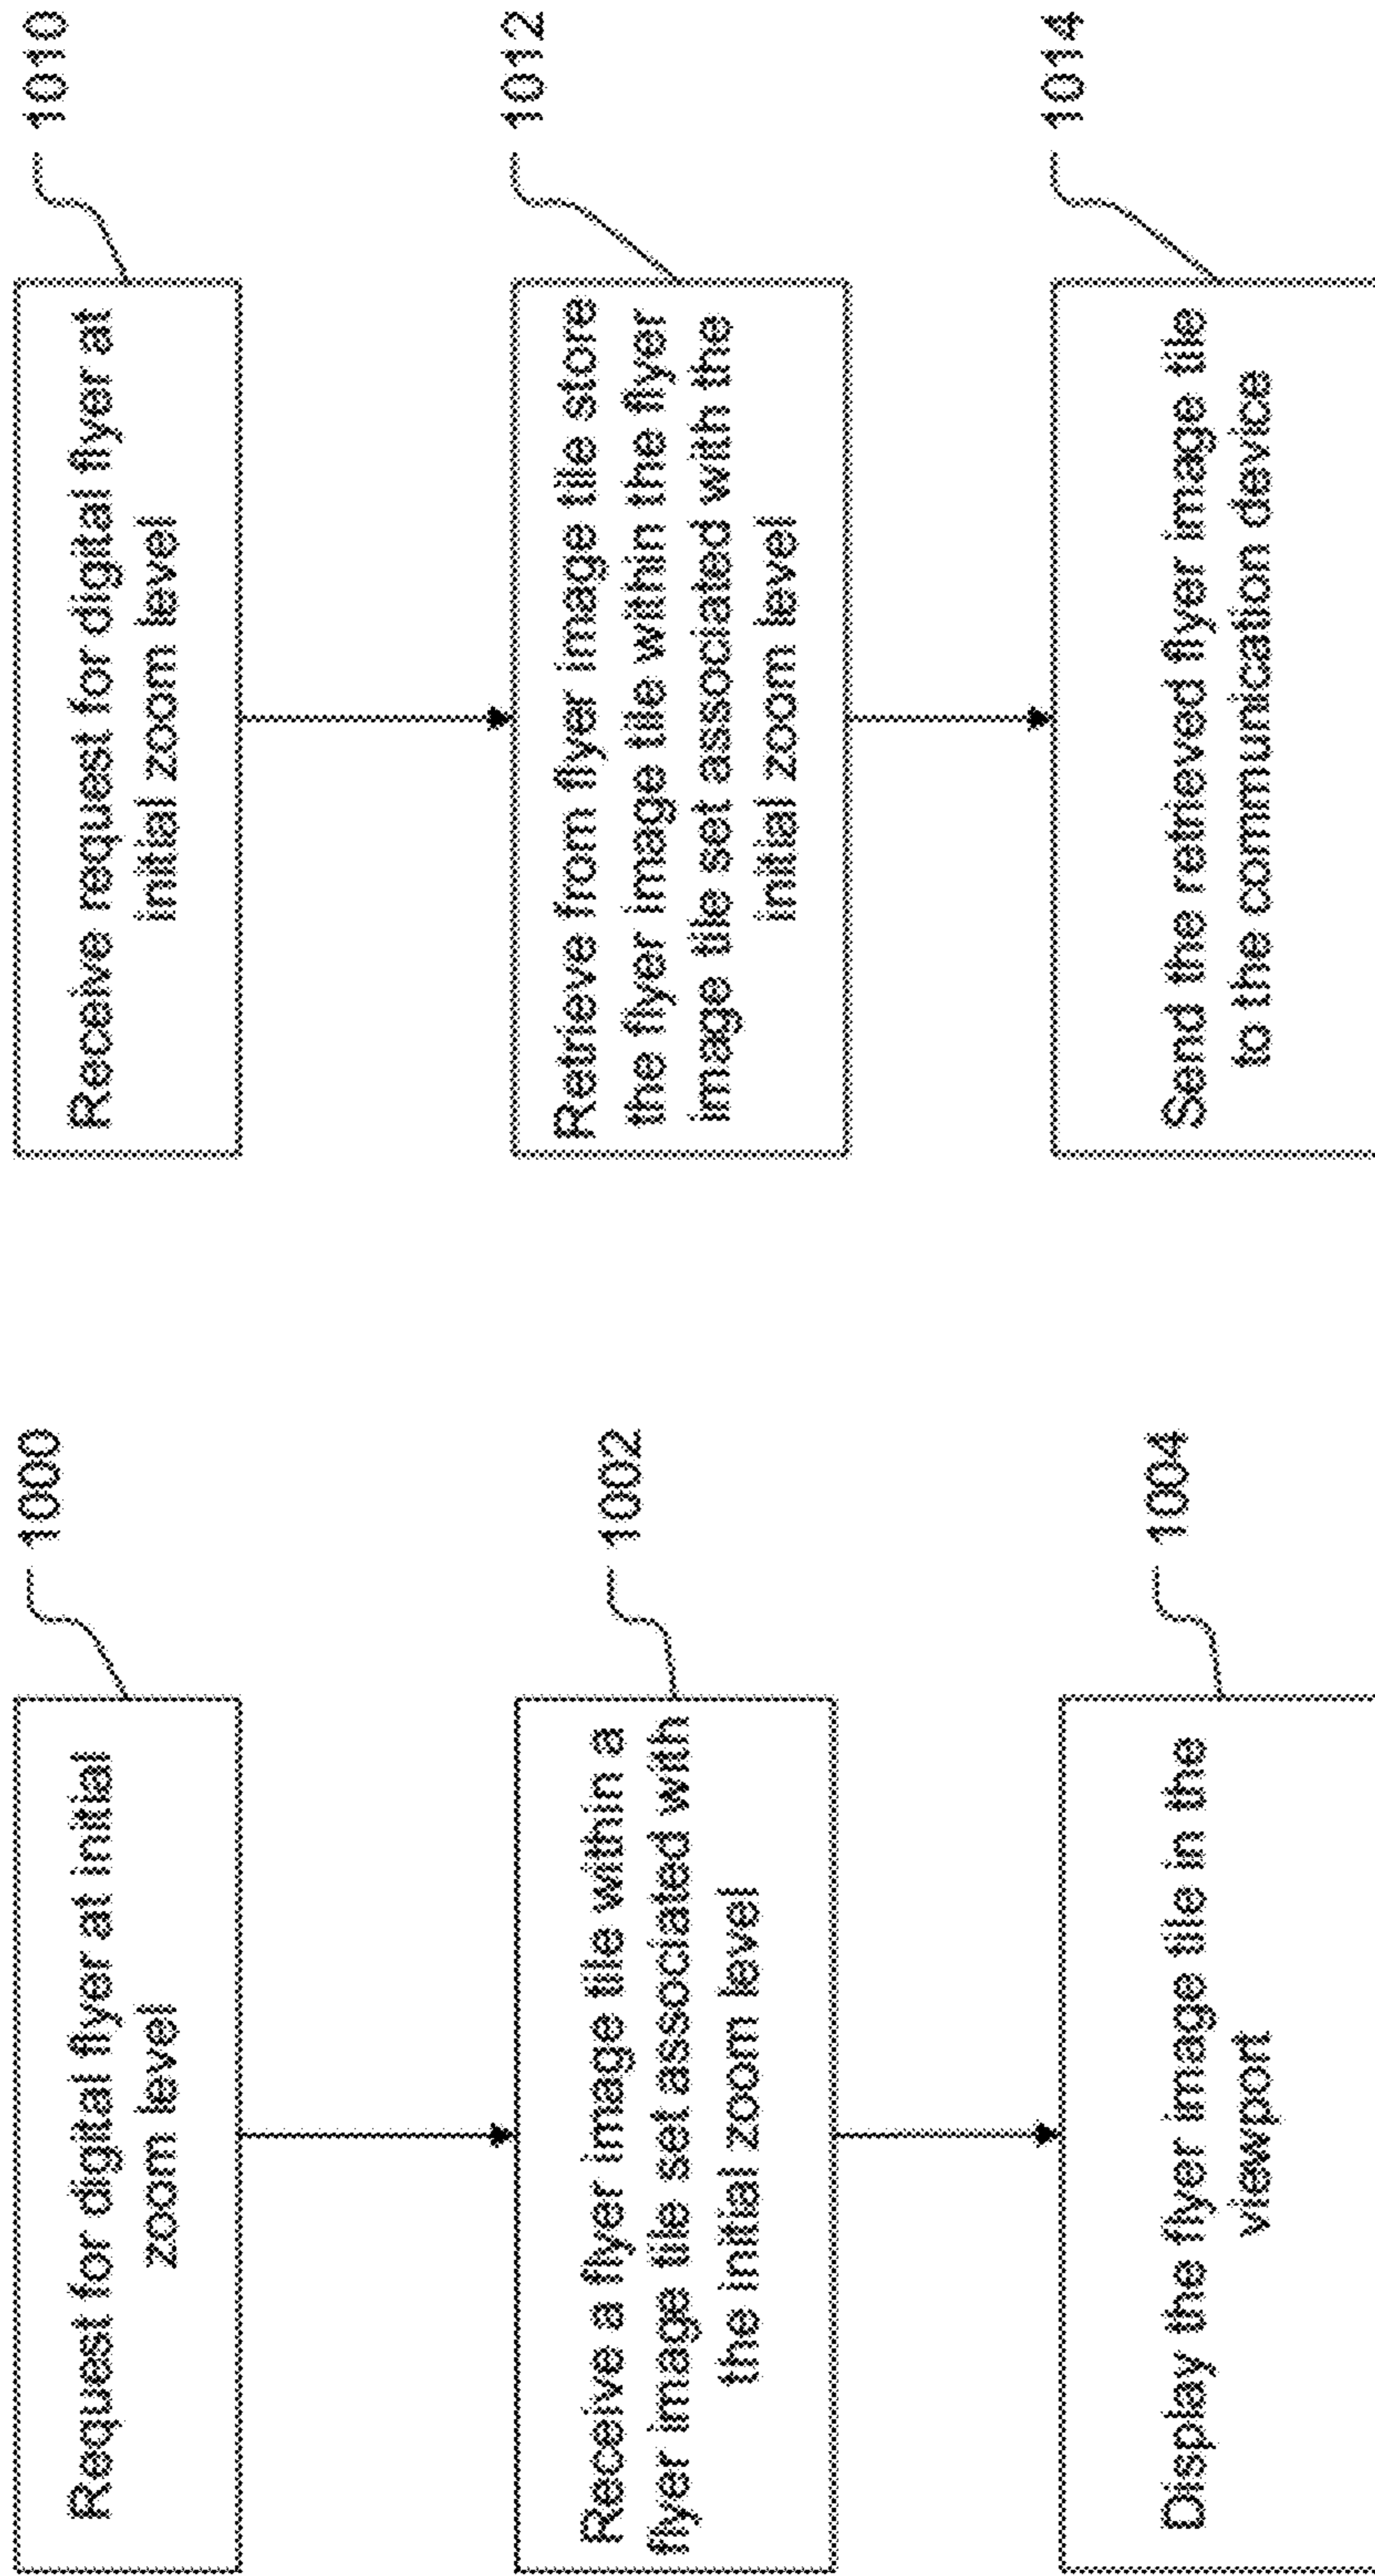 Request for digital flyer at initial
zoom level
1000
Receive a flyer image tile within a
flyer image tile set associated with
the initial zoom level
1002
Display the flyer image tile in the
viewport
1004
Receive request for digital flyer at
initial zoom level
1010
Retrieve from flyer image tile store
the flyer image tile within the flyer
image tile set associated with the
initial zoom level
1012
Send the retrieved flyer image tile
to the communication device
1014